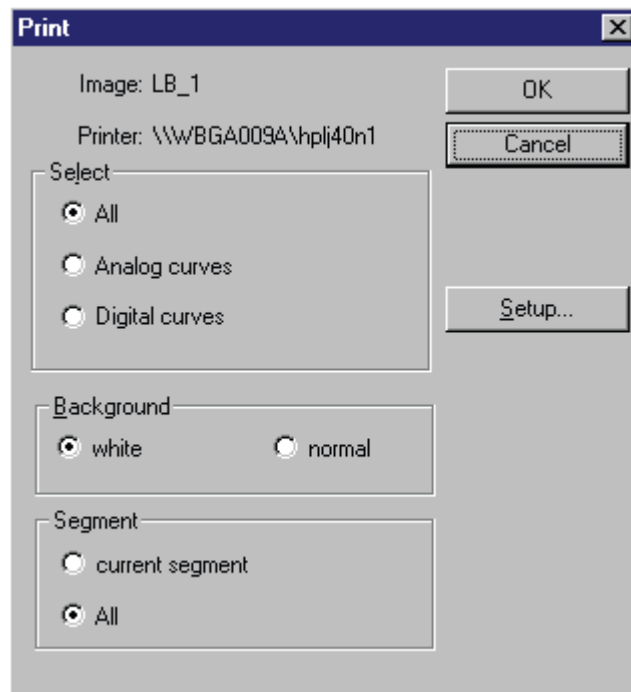 Print
Image: LB_1
OK
Printer: \\WBGA009A\hplj40n1
Cancel
Select
All
Analog curves
Digital curves
Setup...
Background
white normal
Segment
current segment
All